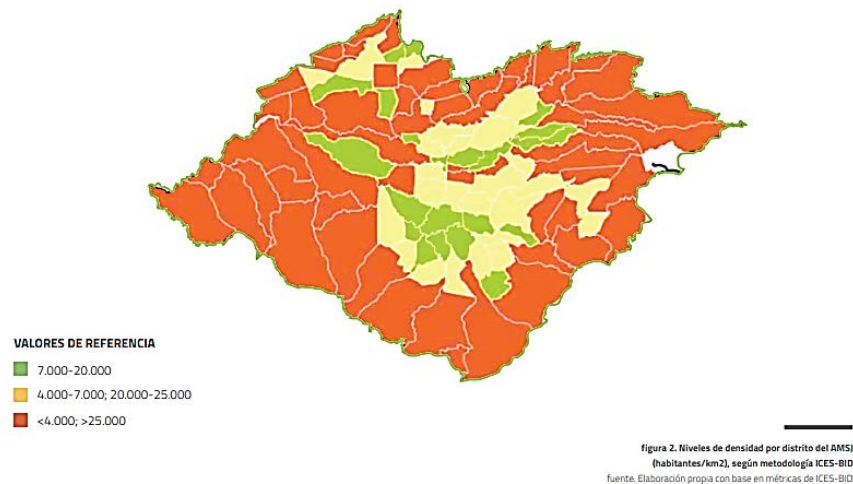 VALORES DE REFERENCIA
7.000-20.000
4.000-7.000; 20.000-25.000
<4.000; >25.000
figura 2. Niveles de densidad por distrito del AMSJ
(habitantes/km2), según metodología ICES-BID
fuente. Elaboración propia con base en métricas de ICES-BID